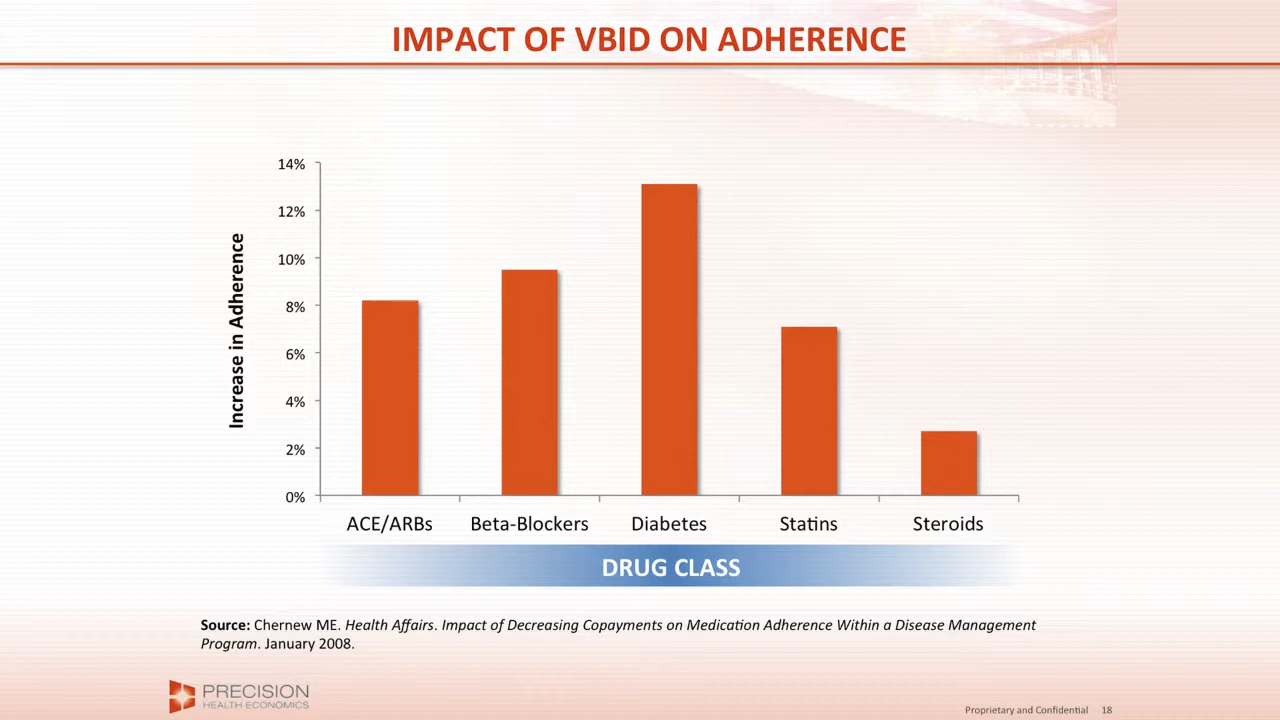 IMPACT OF VBID ON ADHERENCE
14%
12%
10%
8%
6%
4%
2%
0%
Increase in Adherence
ACE/ARBs Beta-Blockers Diabetes Statins Steroids
DRUG CLASS
Source: Chernew ME. Health Affairs. Impact of Decreasing Copayments on Medication Adherence Within a Disease Management
Program. January 2008.
PRECISION
HEALTH ECONOMICS
Proprietary and Confidential 18